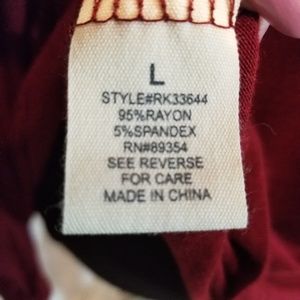 L
STYLE#RK33644
95%RAYON
5%SPANDEX
RN#89354
SEE REVERSE
FOR CARE
MADE IN CHINA